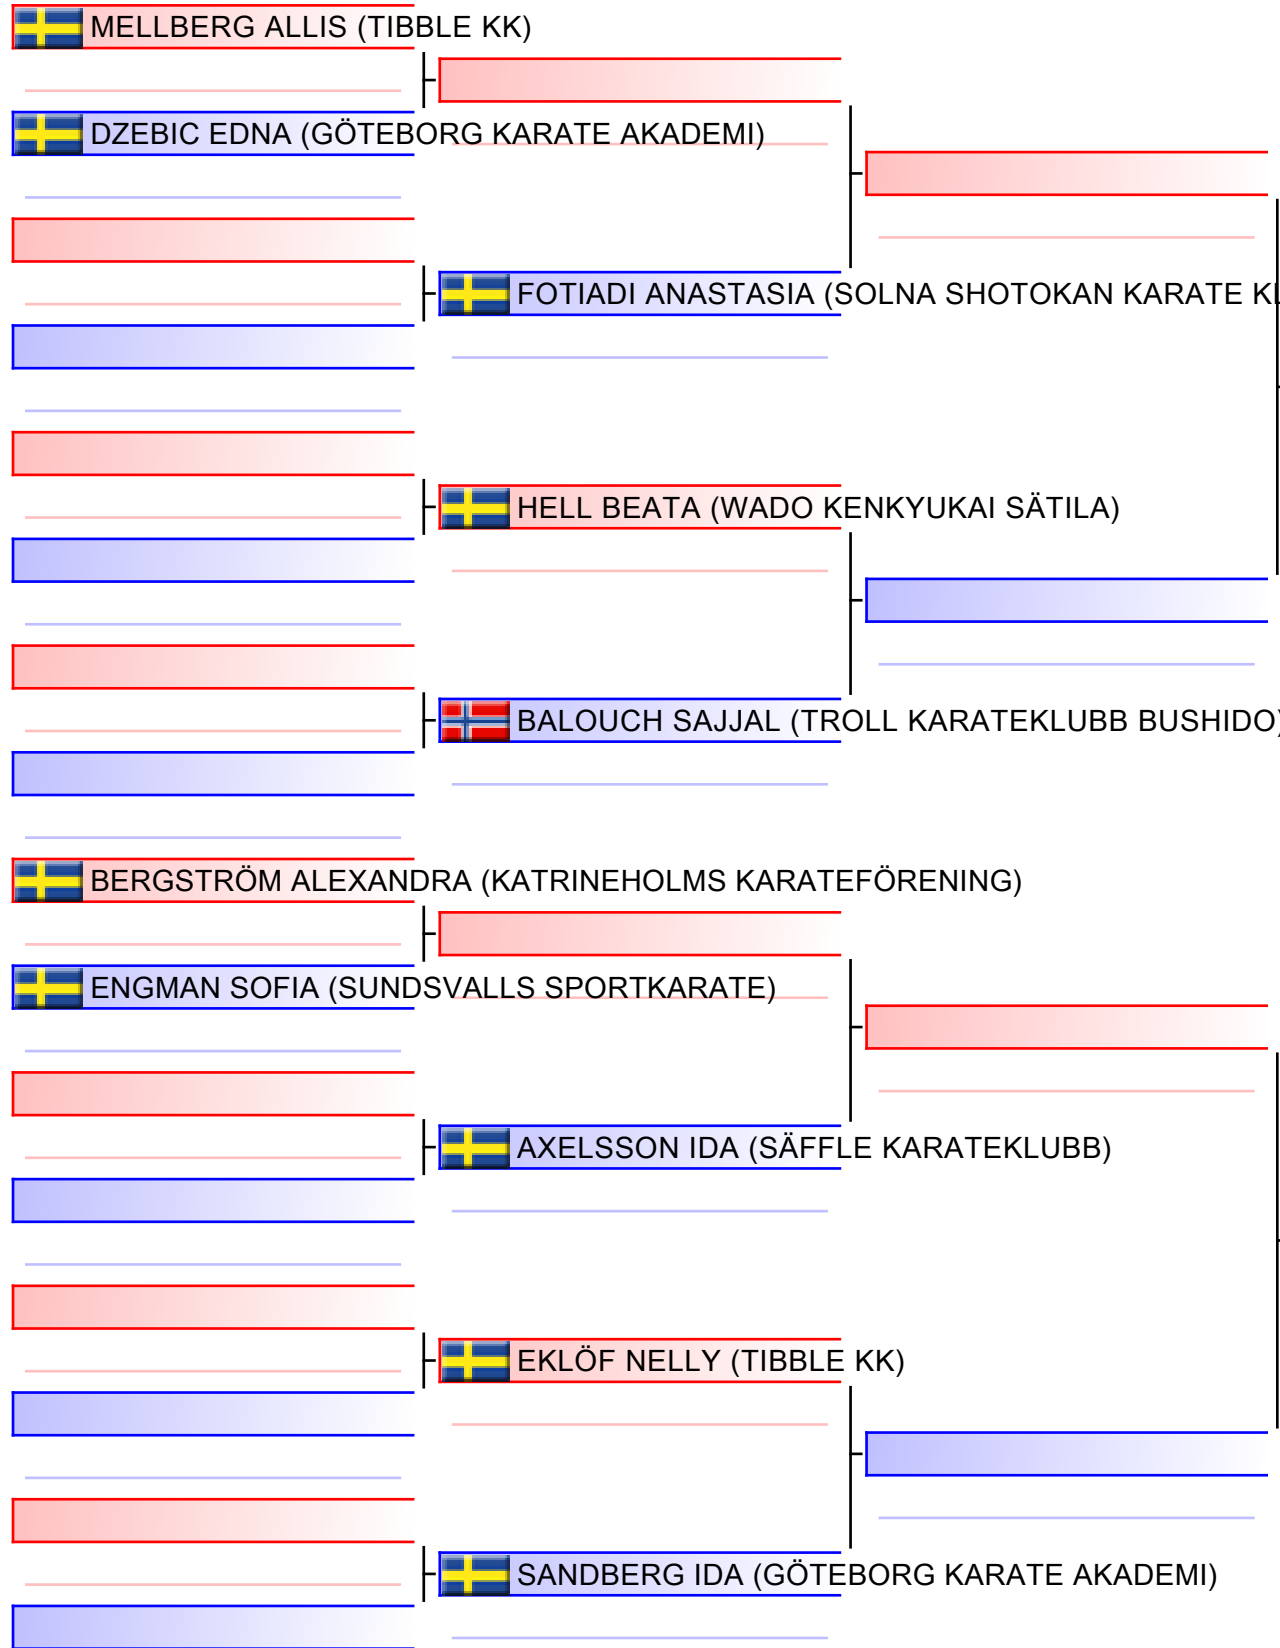 MELLBERG ALLIS (TIBBLE KK)
DZEBIC EDNA (GÖTEBORG KARATE AKADEMI)
FOTIADI ANASTASIA (SOLNA SHOTOKAN KARATE
HELL BEATA (WADO KENKYUKAI SÄTILA)
BALOUCH SAJJAL (TROLL KARATEKLUBB BUSHIDO)
BERGSTRÖM ALEXANDRA (KATRINEHOLMS KARATEFÖRENING)
ENGMAN SOFIA (SUNDSVALLS SPORTKARATE)
AXELSSON IDA (SÄFFLE KARATEKLUBB)
EKLÖF NELLY (TIBBLE KK)
SANDBERG IDA (GÖTEBORG KARATE AKADEMI)